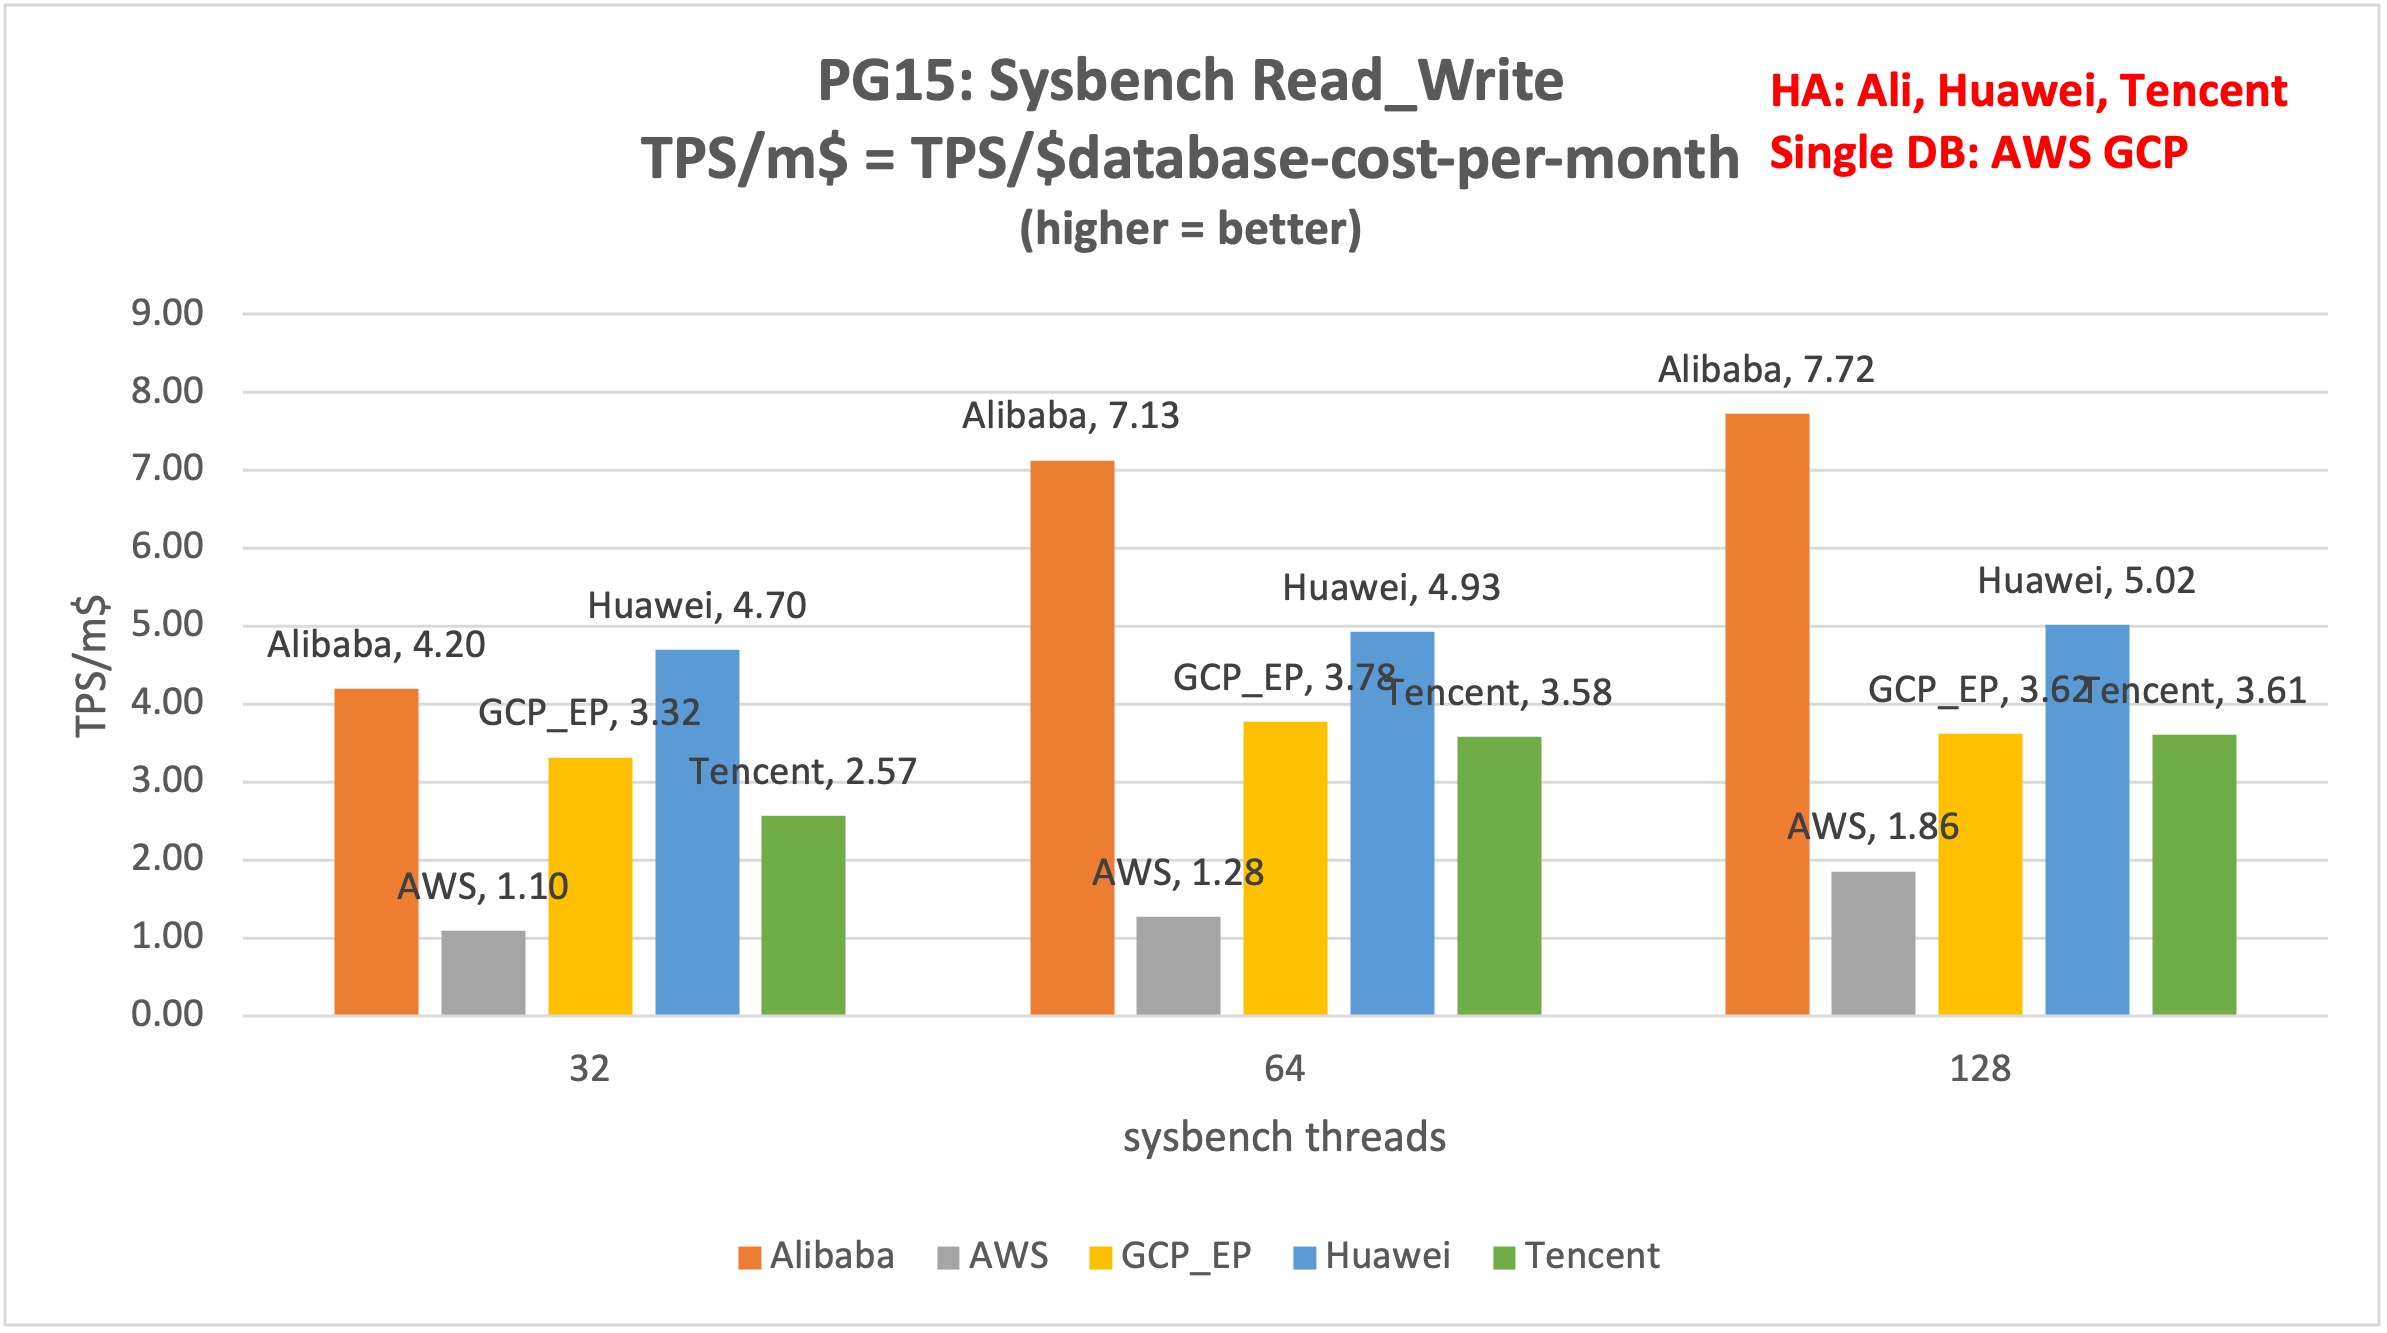 PG15: Sysbench Read_Write
TPS/m$ = TPS/$database-cost-per-month
(higher = better)
HA: Ali, Huawei, Tencent
Single DB: AWS GCP
9.00
8.00
7.00
6.00
5.00
4.00
3.00
2.00
1.00
0.00
TPS/m$
Alibaba, 4.20
AWS, 1.10
GCP_EP, 3.32
Huawei, 4.70
Tencent, 2.57
Alibaba, 7.13
AWS, 1.28
GCP_EP, 3.78
Huawei, 4.93
Tencent, 3.58
Alibaba, 7.72
AWS, 1.86
GCP_EP, 3.62
Huawei, 5.02
Tencent, 3.61
32 64 128
sysbench threads
Alibaba AWS GCP_EP Huawei Tencent